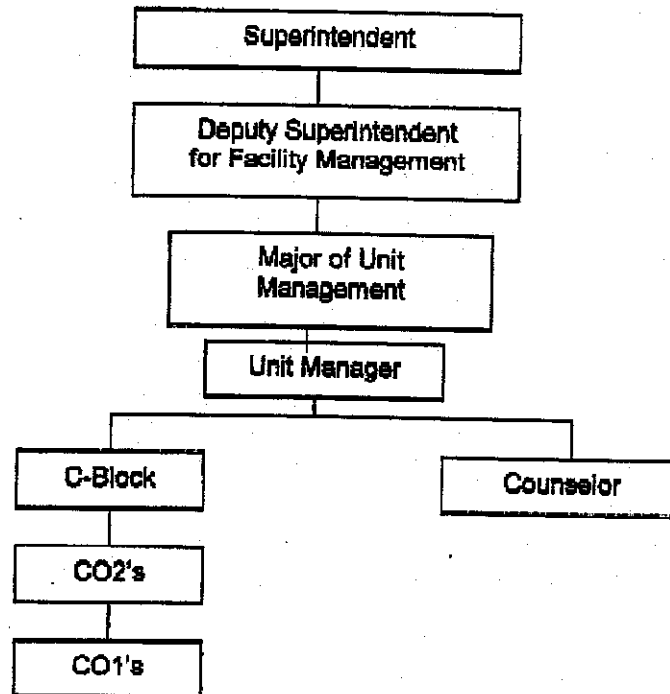 Superintendent
Deputy Superintendent
for Facility Management
Major of Unit
Management
Unit Manager
C-Block
Counselor
CO2's
CO1's